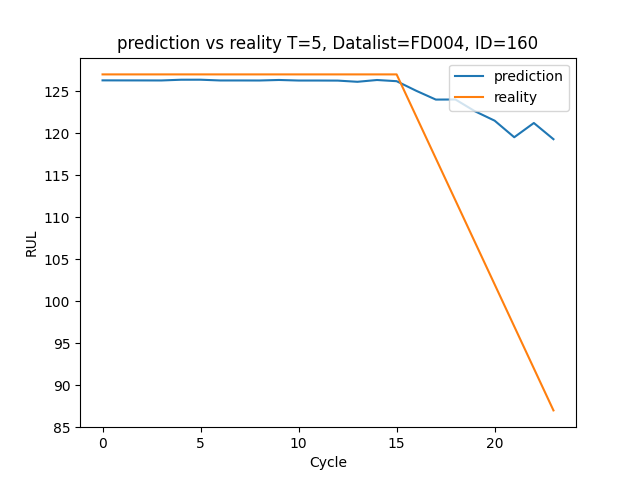 prediction vs reality T=5, Datalist=FD004, ID=160
prediction
reality
125
120
115
110
105
100
95
90
85
RUL
0 5 10 15 20
Cycle